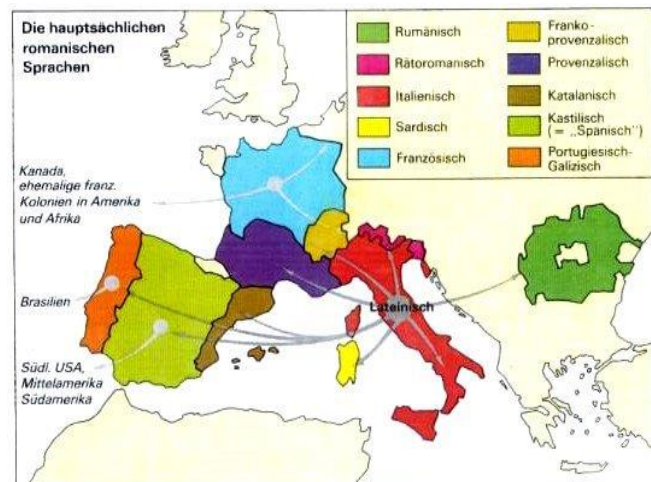 Die hauptsächlichen
romanischen
Sprachen
Rumänisch
Rätoromanisch
Italienisch
Sardisch
Französisch
Franko-
provenzalisch
Provenzalisch
Katalanisch
Kastilisch
(= „Spanisch“)
Portugiesisch-
Galizisch
Kanada,
ehemalige franz.
Kolonien in Amerika
und Afrika
Brasilien
Lateinisch
Südl. USA,
Mittelamerika
Südamerika